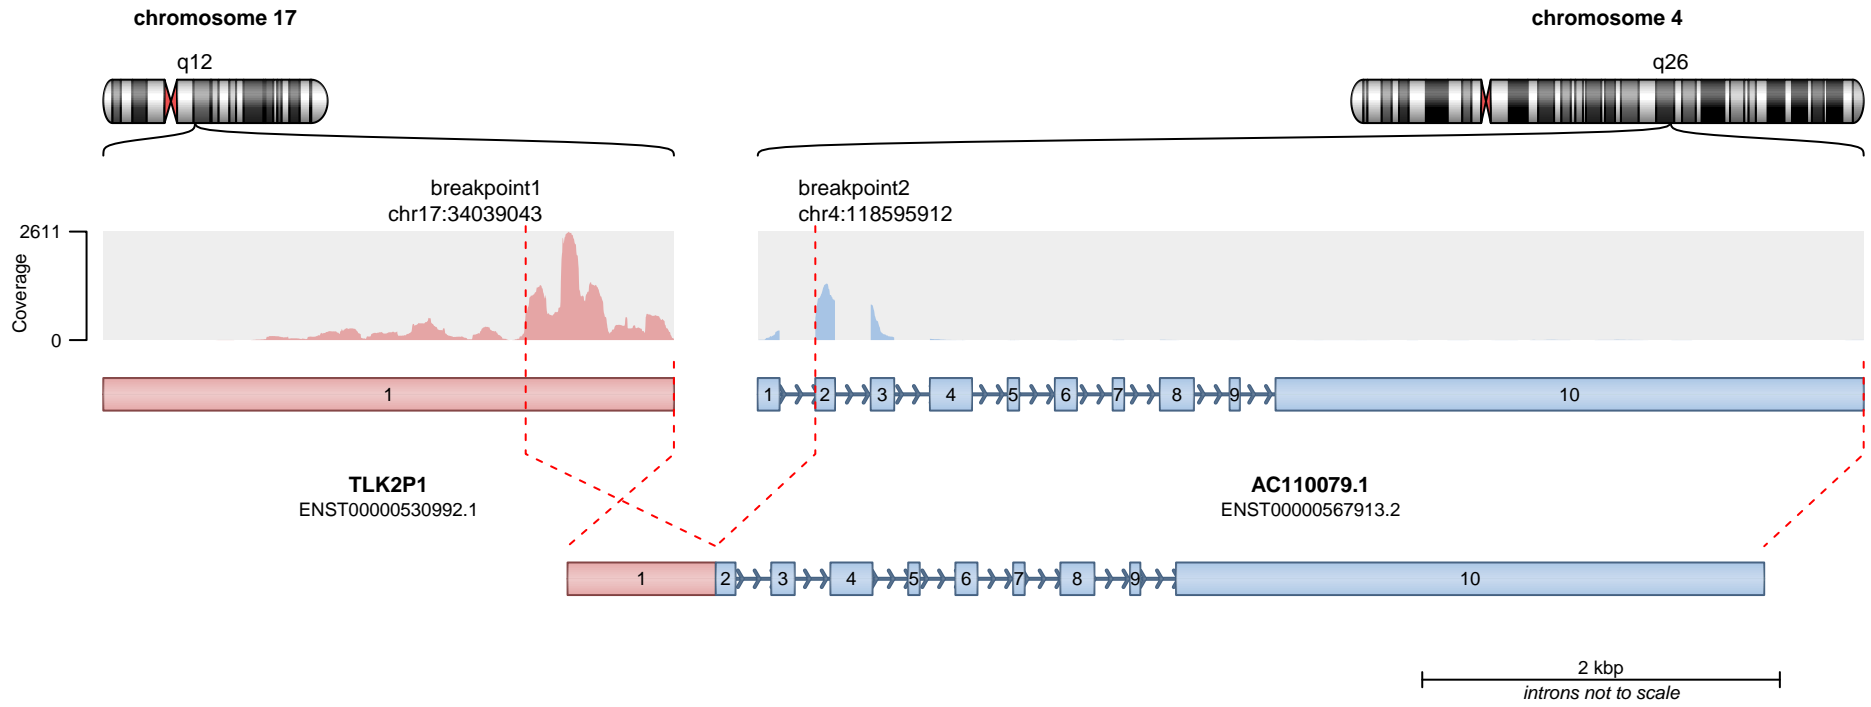 chromosome 17
chromosome 4
q12
q26
breakpoint1
chr17:34039043
breakpoint2
chr4:118595912
2611
0
Coverage
1
1 2 3 4 5 6 7 8 9 10
TLK2P1
ENST00000530992.1
AC110079.1
ENST00000567913.2
1 2 3 4 5 6 7 8 9 10
2 kbp
introns not to scale